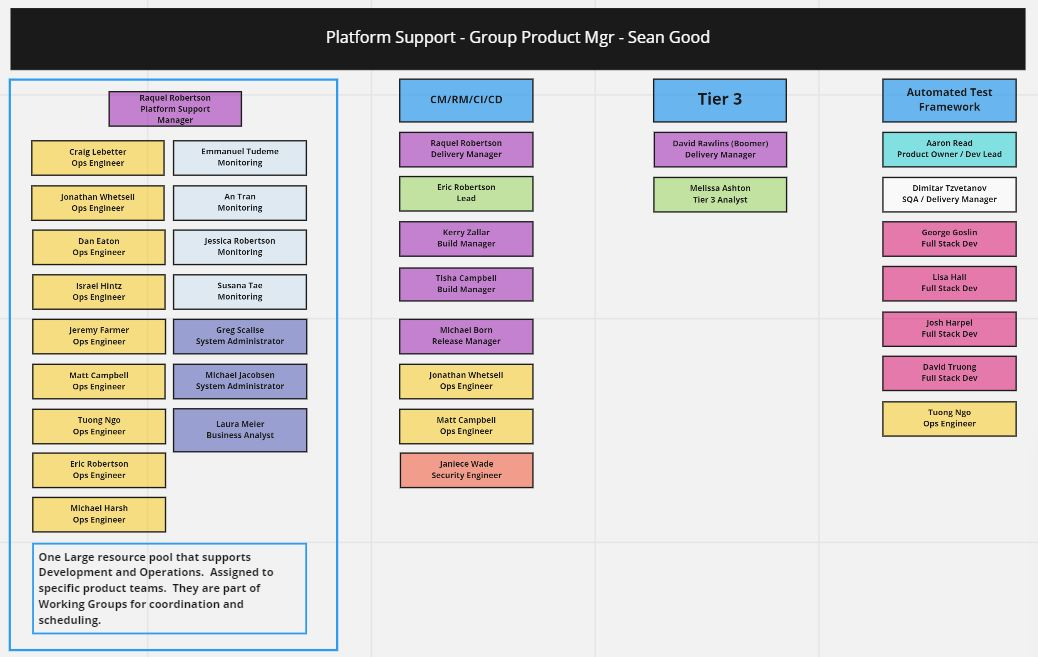 Platform Support - Group Product Mgr - Sean Good
Raquel Robertson
Platform Support
Manager
Craig Lebetter
Ops Engineer
Jonathan Whetsell
Ops Engineer
Dan Eaton
Ops Engineer
Israel Hintz
Ops Engineer
Jeremy Farmer
Ops Engineer
Matt Campbell
Ops Engineer
Tuong Ngo
Ops Engineer
Eric Robertson
Ops Engineer
Michael Harsh
Ops Engineer
Emmanuel Tudeme
Monitoring
An Tran
Monitoring
Jessica Robertson
Monitoring
Susana Tae
Monitoring
Greg Scalise
System Administrator
Michael Jacobsen
System Administrator
Laura Meier
Business Analyst
One Large resource pool that supports
Development and Operations.  Assigned to
specific product teams.  They are part of
Working Groups for coordination and
scheduling.
CM/RM/CI/CD
Raquel Robertson
Delivery Manager
Eric Robertson
Lead
Kerry Zallar
Build Manager
Tisha Campbell
Build Manager
Michael Born
Release Manager
Jonathan Whetsell
Ops Engineer
Matt Campbell
Ops Engineer
Janiece Wade
Security Engineer
Tier 3
David Rawlins (Boomer)
Delivery Manager
Melissa Ashton
Tier 3 Analyst
Automated Test
Framework
Aaron Read
Product Owner / Dev Lead
Dimitar Tzvetanov
SQA / Delivery Manager
George Goslin
Full Stack Dev
Lisa Hall
Full Stack Dev
Josh Harpel
Full Stack Dev
David Truong
Full Stack Dev
Tuong Ngo
Ops Engineer